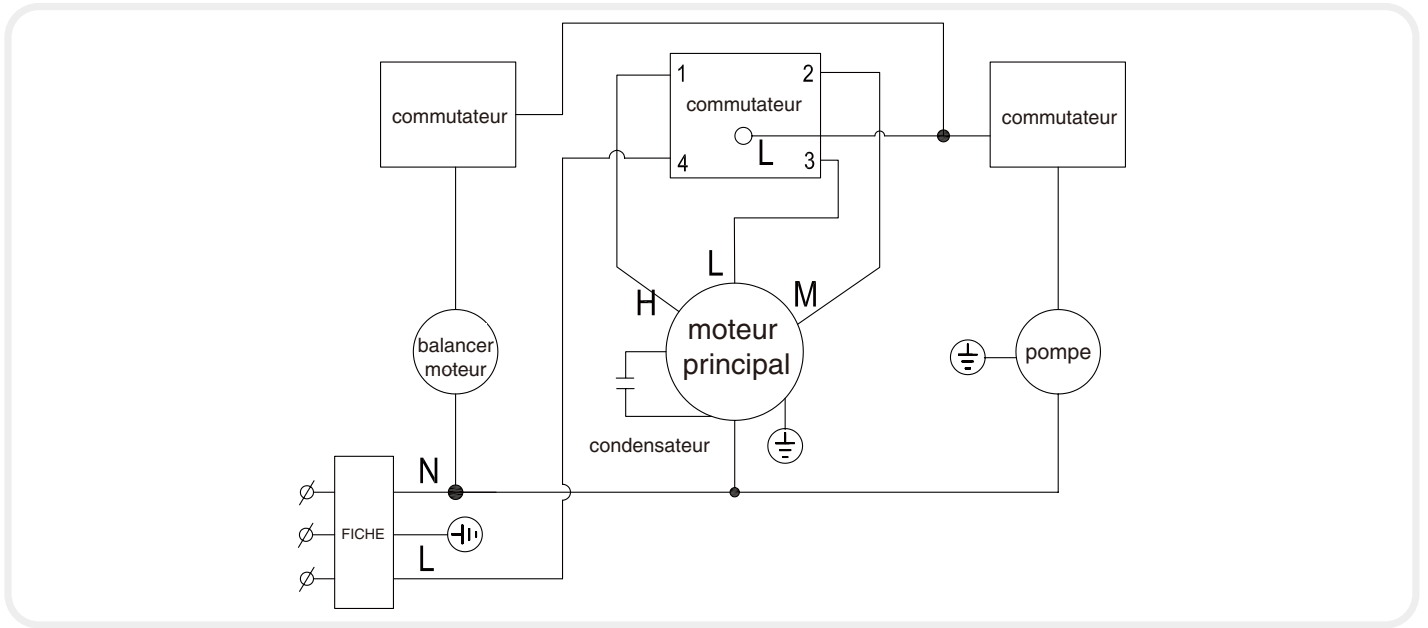 1
2
commutateur
commutateur
commutateur
L
4
3
L
H
M
moteur
principal
balancer
moteur
pompe
condensateur
N
FICHE
L